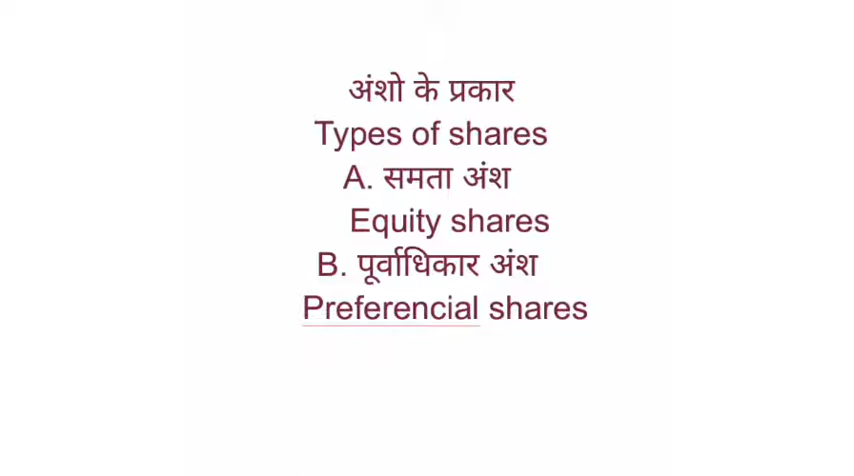 अंशो के प्रकार
Types of shares
A. समता अंश
Equity shares
B. पूर्वाधिकार अंश
Preferencial shares